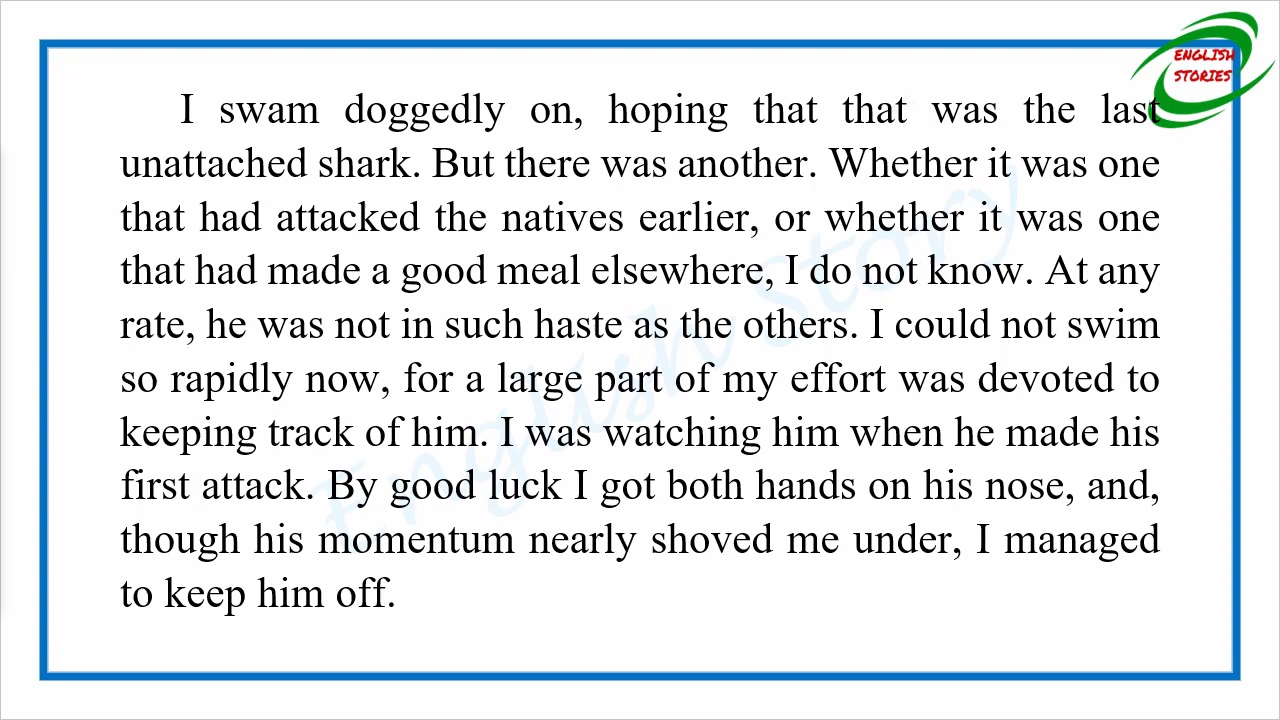 ENGLISH
STORIES
I swam doggedly on, hoping that that was the last
unattached shark. But there was another. Whether it was one
that had attacked the natives earlier, or whether it was one
that had made a good meal elsewhere, I do not know. At any
rate, he was not in such haste as the others. I could not swim
so rapidly now, for a large part of my effort was devoted to
keeping track of him. I was watching him when he made his
first attack. By good luck I got both hands on his nose, and,
though his momentum nearly shoved me under, I managed
to keep him off.
English Story